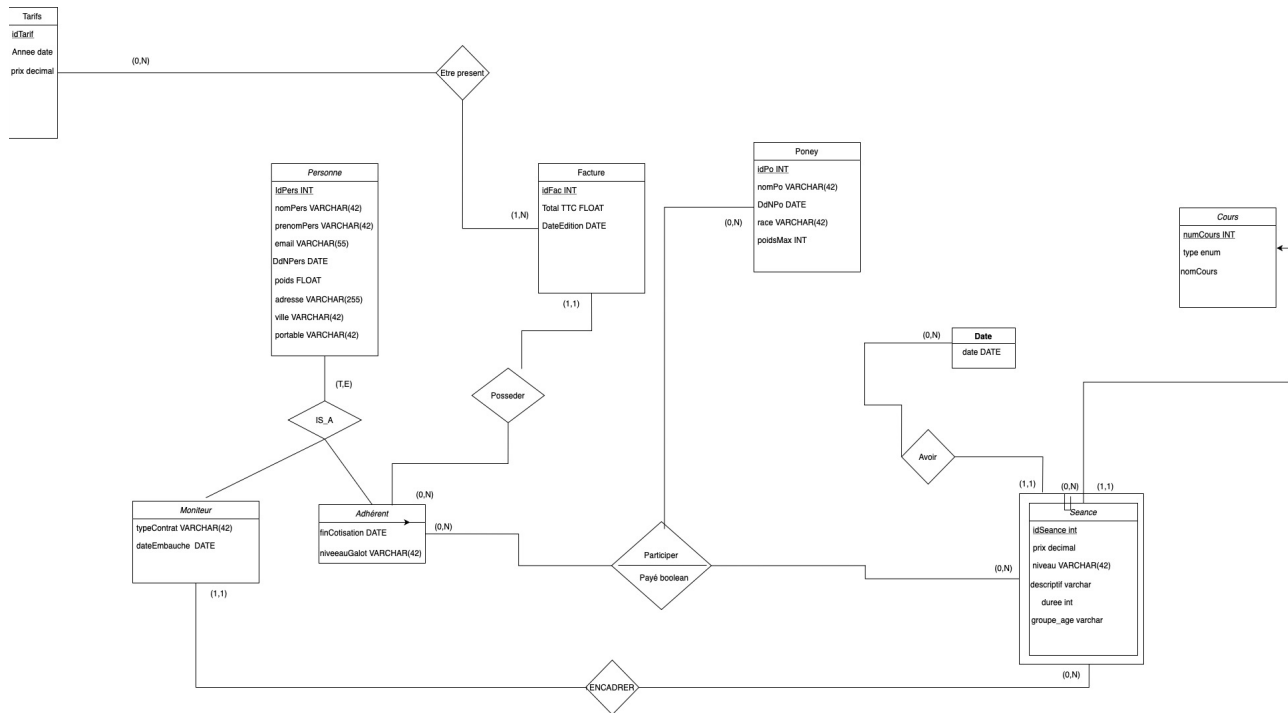 Tarifs
idTarif
Annee date
prix decimal
(0,N)
Etre present
(1,N)
Personne
IdPers INT
nomPers VARCHAR(42)
prenomPers VARCHAR(42)
email VARCHAR(55)
DdNPers DATE
poids FLOAT
adresse VARCHAR(255)
ville VARCHAR(42)
portable VARCHAR(42)
Facture
idFac INT
Total TTC FLOAT
DateEdition DATE
(1,1)
Poney
idPo INT
nomPo VARCHAR(42)
DdNPo DATE
race VARCHAR(42)
poidsMax INT
(0,N)
Cours
numCours INT
type enum
nomCours
(0,N)
Date
date DATE
(T,E)
IS_A
Posseder
Avoir
(0,N)
(1,1)
(0,N)
(1,1)
Moniteur
typeContrat VARCHAR(42)
dateEmbauche DATE
(1,1)
Adhèrent
finCotisation DATE
niveeauGalot VARCHAR(42)
(0,N)
Participer
Payé boolean
(0,N)
Seance
idSeance int
prix decimal
niveau VARCHAR(42)
descriptif varchar
duree int
groupe_age varchar
(0,N)
ENCADRER